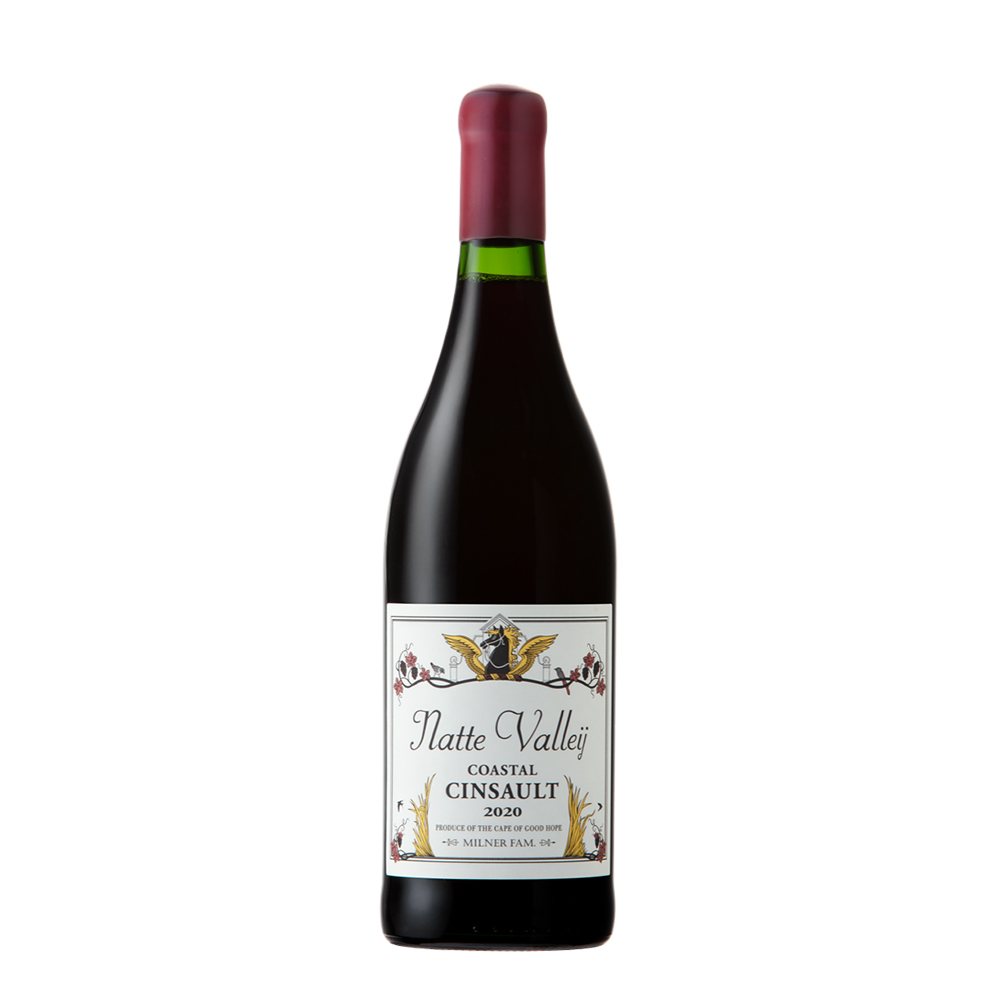 Natte Valleij
COASTAL
CINSAULT
2020
PRODUCE OF THE CAPE OF GOOD HOPE
MILNER FAM.